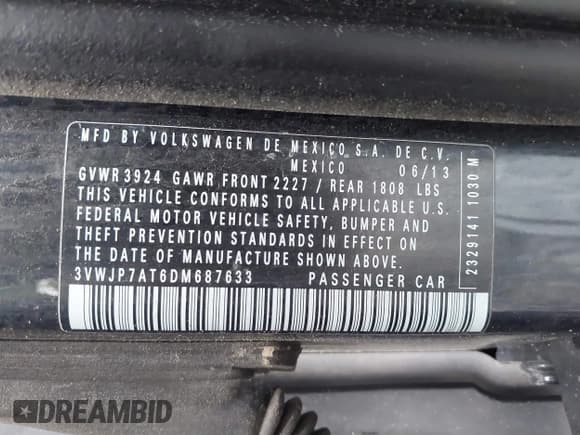 MFD BY VOLKSWAGEN DE MEXICO S.A. DE C.V.
MEXICO 06/13
GVWR 3924 GAWR FRONT 2227 / REAR 1808 LBS
THIS VEHICLE CONFORMS TO ALL APPLICABLE U.S.
FEDERAL MOTOR VEHICLE SAFETY, BUMPER AND
THEFT PREVENTION STANDARDS IN EFFECT ON
THE DATE OF MANUFACTURE SHOWN ABOVE.
3VWJP7AT6DM687633 PASSENGER CAR
2329141 1030 M
DREAMBID